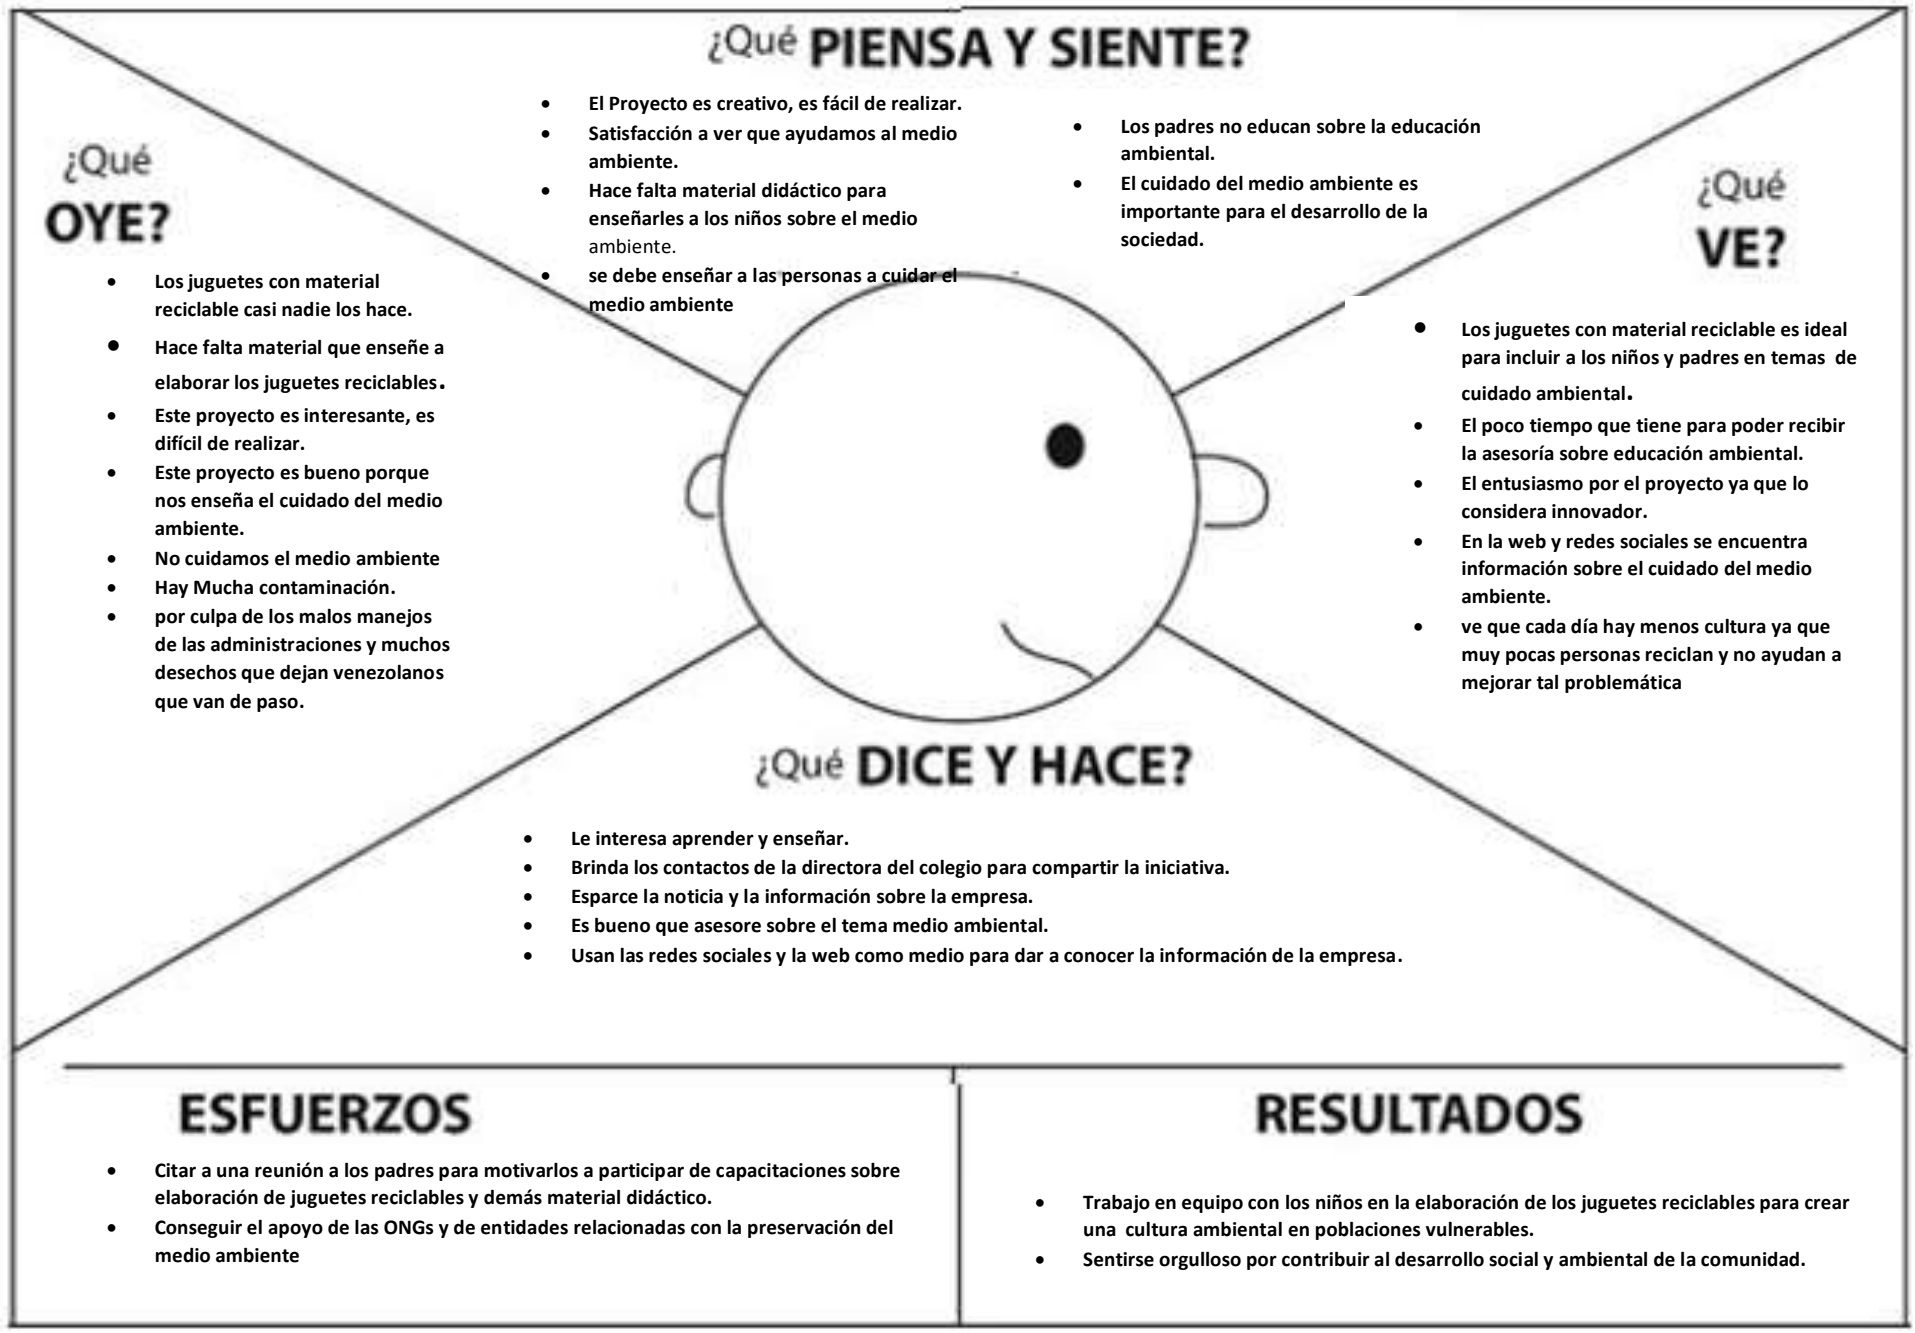 ¿Qué PIENSA Y SIENTE?
• El Proyecto es creativo, es fácil de realizar.
• Satisfacción a ver que ayudamos al medio
ambiente.
• Hace falta material didáctico para
enseñarles a los niños sobre el medio
ambiente.
• se debe enseñar a las personas a cuidar el
medio ambiente
• Los padres no educan sobre la educación
ambiental.
• El cuidado del medio ambiente es
importante para el desarrollo de la
sociedad.
¿Qué
OYE?
• Los juguetes con material
reciclable casi nadie los hace.
• Hace falta material que enseñe a
elaborar los juguetes reciclables.
• Este proyecto es interesante, es
difícil de realizar.
• Este proyecto es bueno porque
nos enseña el cuidado del medio
ambiente.
• No cuidamos el medio ambiente
• Hay Mucha contaminación.
• por culpa de los malos manejos
de las administraciones y muchos
desechos que dejan venezolanos
que van de paso.
¿Qué
VE?
• Los juguetes con material reciclable es ideal
para incluir a los niños y padres en temas de
cuidado ambiental.
• El poco tiempo que tiene para poder recibir
la asesoría sobre educación ambiental.
• El entusiasmo por el proyecto ya que lo
considera innovador.
• En la web y redes sociales se encuentra
información sobre el cuidado del medio
ambiente.
• ve que cada día hay menos cultura ya que
muy pocas personas reciclan y no ayudan a
mejorar tal problemática
¿Qué DICE Y HACE?
• Le interesa aprender y enseñar.
• Brinda los contactos de la directora del colegio para compartir la iniciativa.
• Esparce la noticia y la información sobre la empresa.
• Es bueno que asesore sobre el tema medio ambiental.
• Usan las redes sociales y la web como medio para dar a conocer la información de la empresa.
ESFUERZOS
• Citar a una reunión a los padres para motivarlos a participar de capacitaciones sobre
elaboración de juguetes reciclables y demás material didáctico.
• Conseguir el apoyo de las ONGs y de entidades relacionadas con la preservación del
medio ambiente
RESULTADOS
• Trabajo en equipo con los niños en la elaboración de los juguetes reciclables para crear
una cultura ambiental en poblaciones vulnerables.
• Sentirse orgulloso por contribuir al desarrollo social y ambiental de la comunidad.